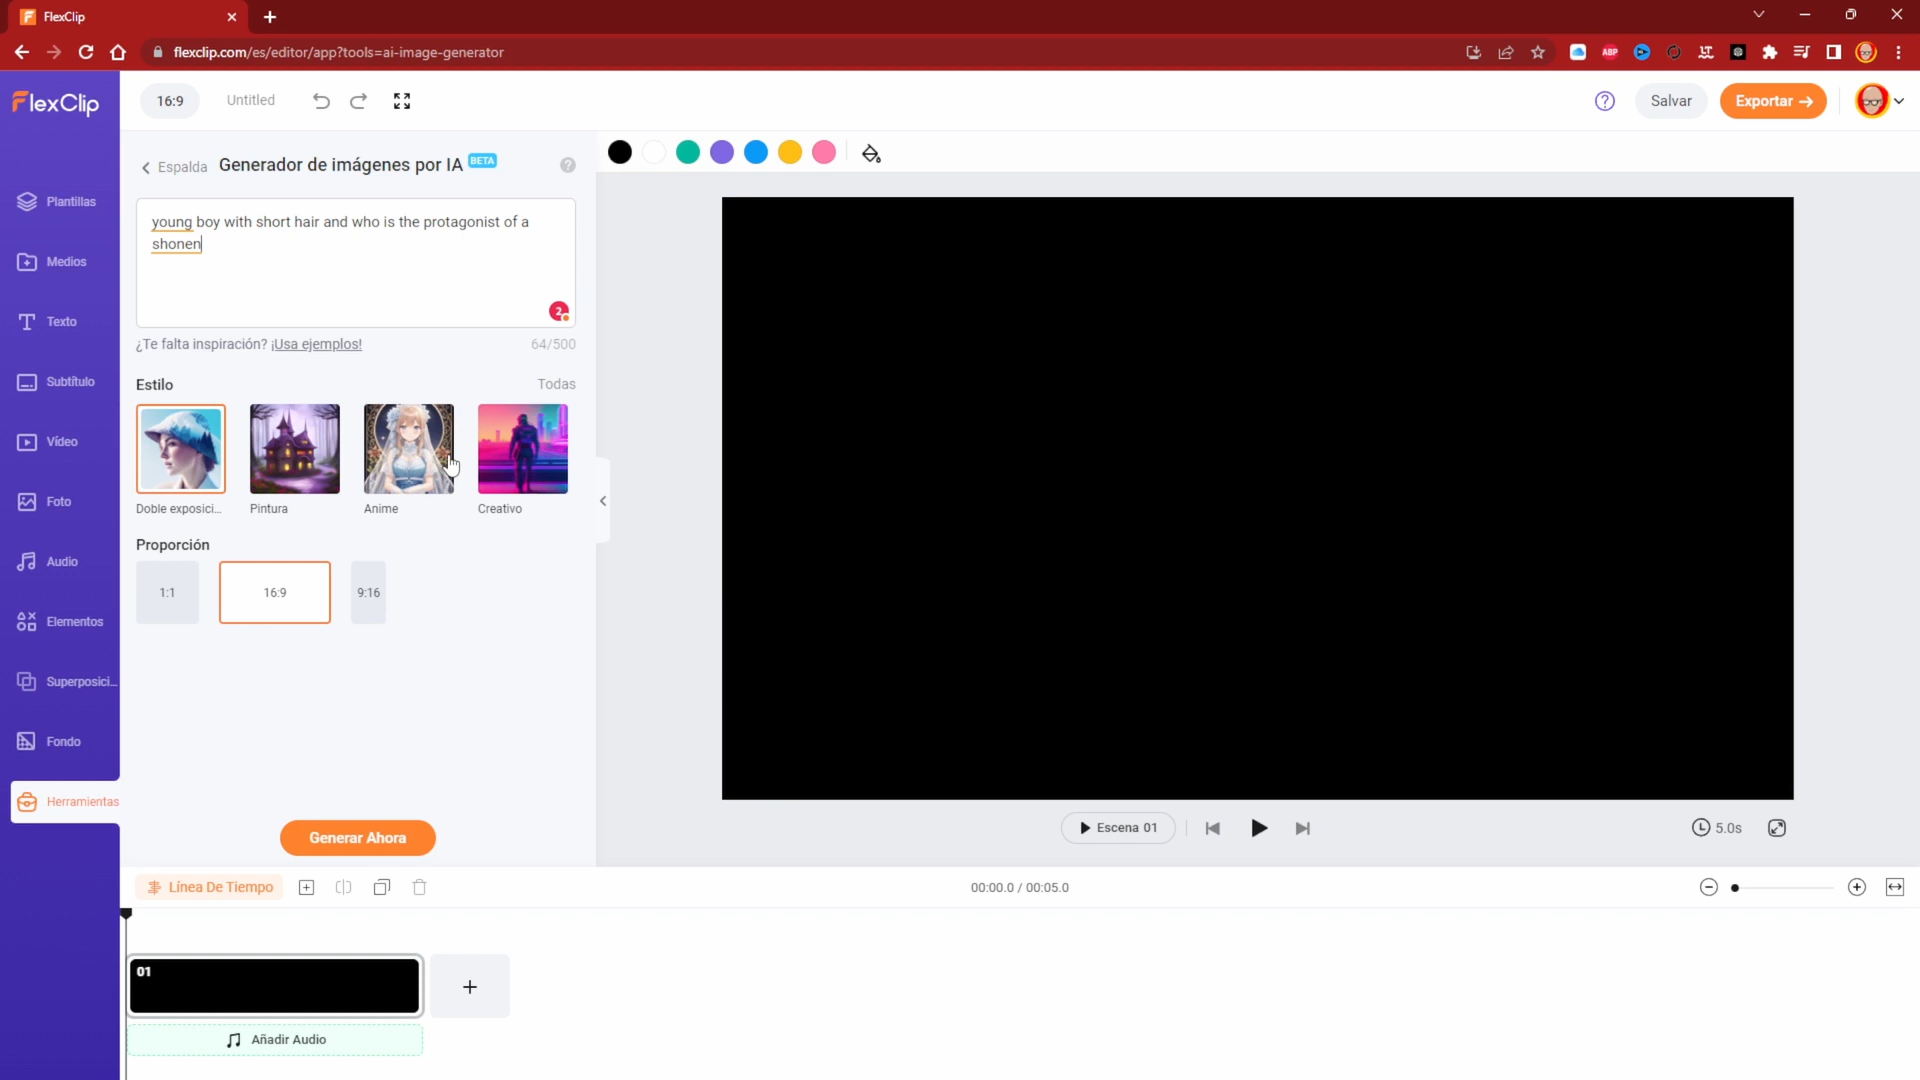 FlexClip
flexclip.com/es/editor/app?tools=ai-image-generator
ABP
FlexClip
16:9
Untitled
Salvar
Exportar
Espalda
Generador de imágenes por IA
BETA
young boy with short hair and who is the protagonist of a
shonen
2
¿Te falta inspiración? ¡Usa ejemplos!
64/500
Estilo
Todas
Doble exposici...
Pintura
Anime
Creativo
Proporción
1:1
16:9
9:16
Generar Ahora
Plantillas
Medios
Texto
Subtítulo
Vídeo
Foto
Audio
Elementos
Superposici...
Fondo
Herramientas
Escena 01
5.0s
Línea De Tiempo
00:00.0 / 00:05.0
01
Añadir Audio